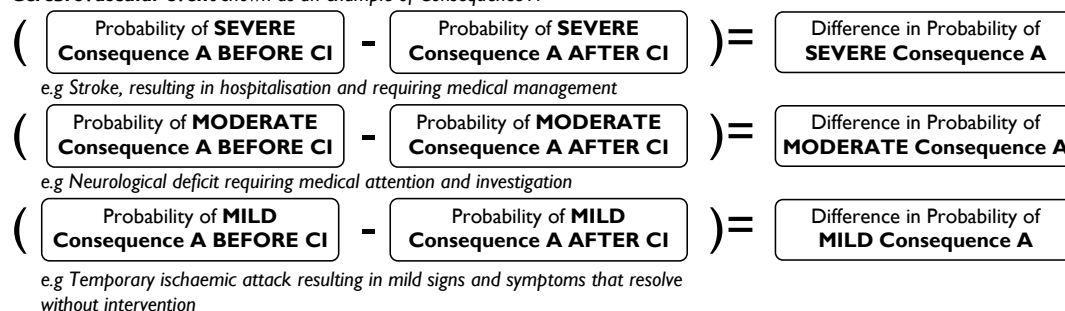 ( Probability of SEVERE Consequence A BEFORE CI - Probability of SEVERE Consequence A AFTER CI ) = Difference in Probability of SEVERE Consequence A
e.g Stroke, resulting in hospitalisation and requiring medical management
( Probability of MODERATE Consequence A BEFORE CI - Probability of MODERATE Consequence A AFTER CI ) = Difference in Probability of MODERATE Consequence A
e.g Neurological deficit requiring medical attention and investigation
( Probability of MILD Consequence A BEFORE CI - Probability of MILD Consequence A AFTER CI ) = Difference in Probability of MILD Consequence A
e.g Temporary ischaemic attack resulting in mild signs and symptoms that resolve
without intervention